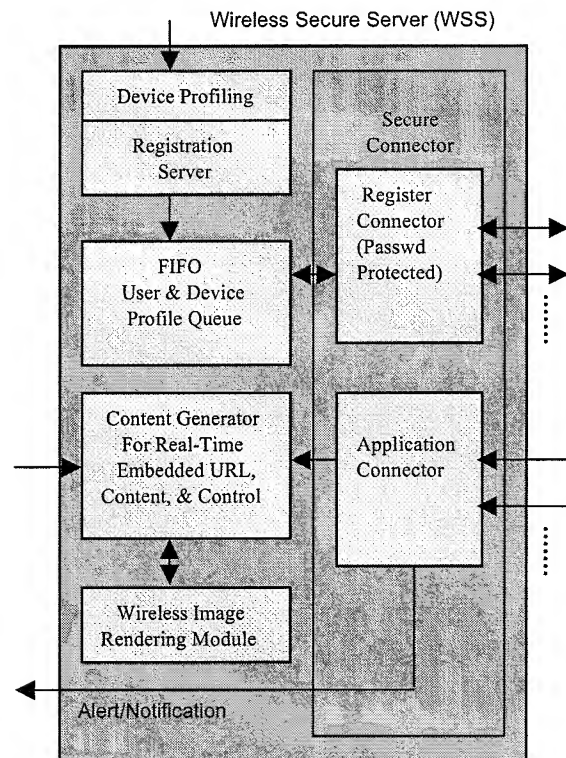 Wireless Secure Server (WSS)
Device Profiling
Registration
Server
FIFO
User & Device
Profile Queue
Content Generator
For Real-Time
Embedded URL,
Content, & Control
Wireless Image
Rendering Module
Alert/Notification
Secure
Connector
Register
Connector
(Passwd
Protected)
Application
Connector